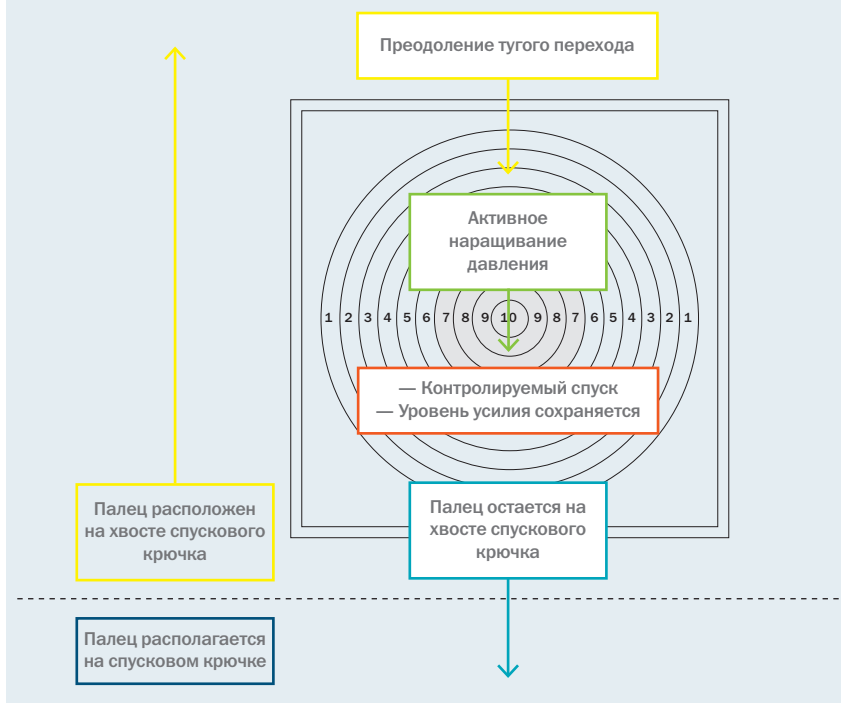 Преодоление тугого перехода
Активное
наращивание
давления
1 2 3 4 5 6 7 8 9 10 9 8 7 6 5 4 3 2 1
— Контролируемый спуск
— Уровень усилия сохраняется
Палец расположен
на хвосте спускового
крючка
Палец остается на
хвосте спускового
крючка
Палец располагается
на спусковом крючке